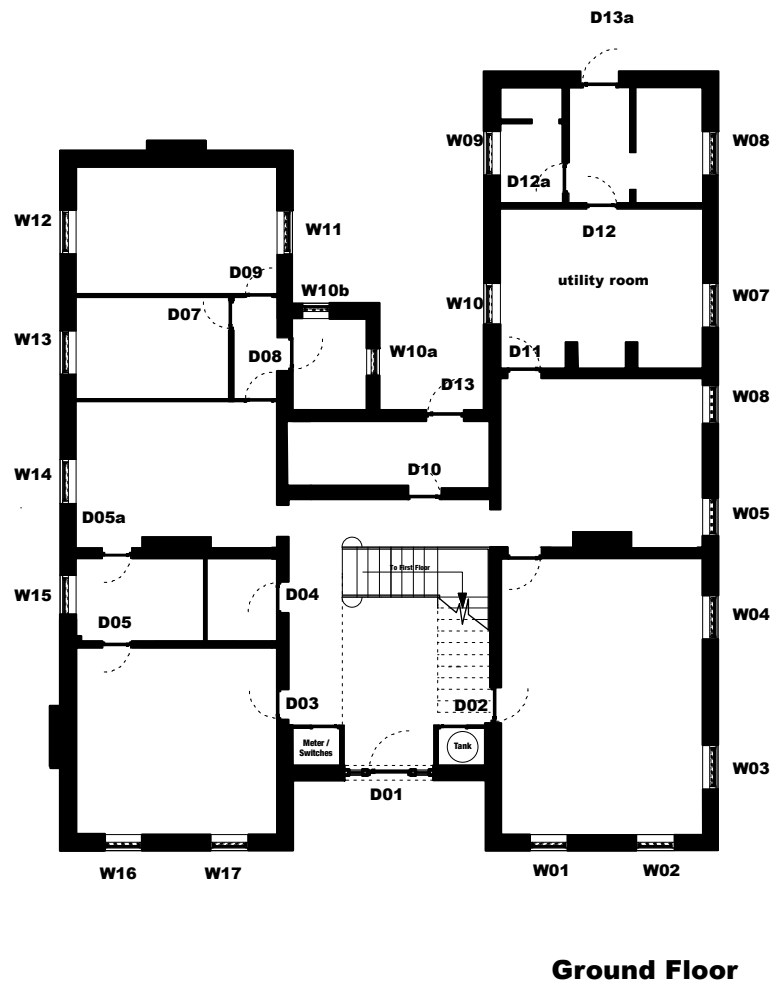 D13a
W09
W08
D12a
W12
W11
D12
D09
utility room
W10b
D07
W10
W07
W13
D08
W10a
D11
D13
W08
W14
D10
W05
D05a
To First Floor
W15
D04
D05
W04
D03
D02
Meter /
Switches
Tank
W03
D01
W16
W17
W01
W02
Ground Floor